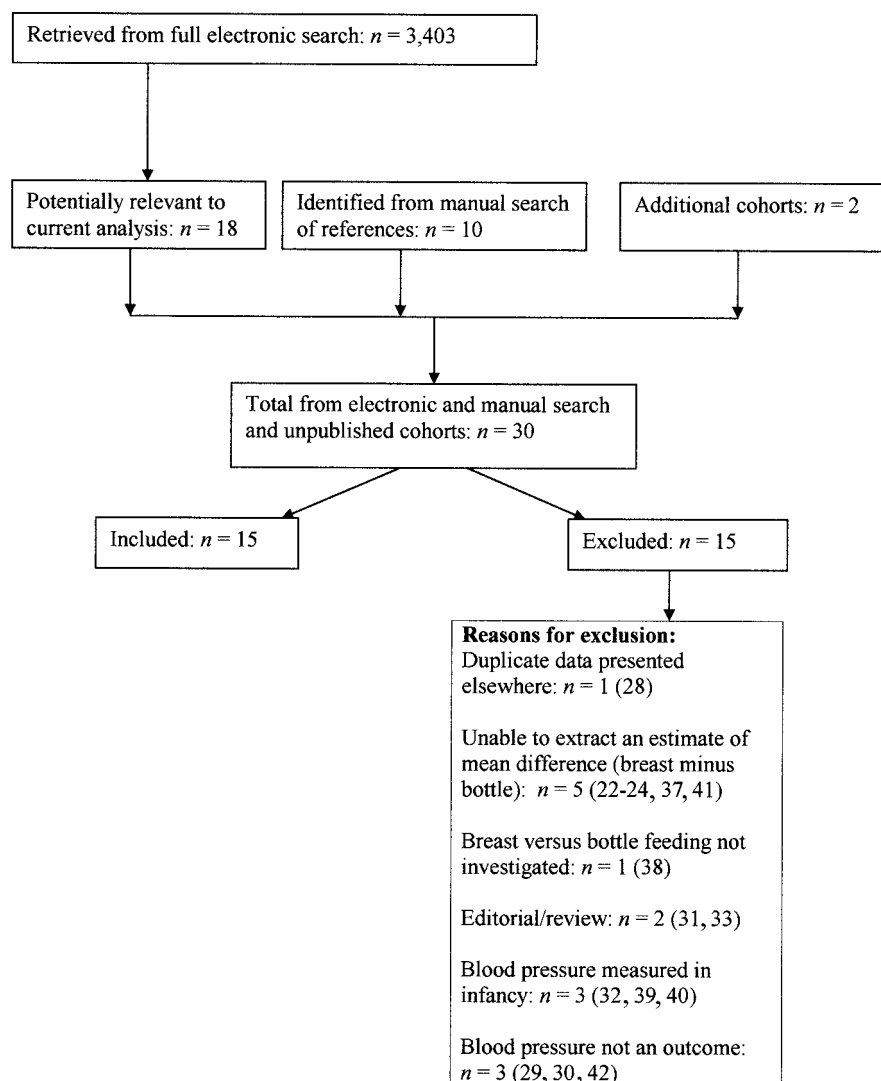 Retrieved from full electronic search: n = 3,403
Potentially relevant to
current analysis: n = 18
Identified from manual search
of references: n = 10
Additional cohorts: n = 2
Total from electronic and manual search
and unpublished cohorts: n = 30
Included: n = 15
Excluded: n = 15
Reasons for exclusion:
Duplicate data presented
elsewhere: n = 1 (28)
Unable to extract an estimate of
mean difference (breast minus
bottle): n = 5 (22-24, 37, 41)
Breast versus bottle feeding not
investigated: n = 1 (38)
Editorial/review: n = 2 (31, 33)
Blood pressure measured in
infancy: n = 3 (32, 39, 40)
Blood pressure not an outcome:
n = 3 (29, 30, 42)